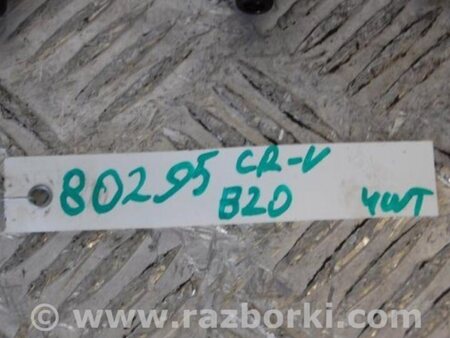 80295 CR-V
B20 4шт
www.razborki.com